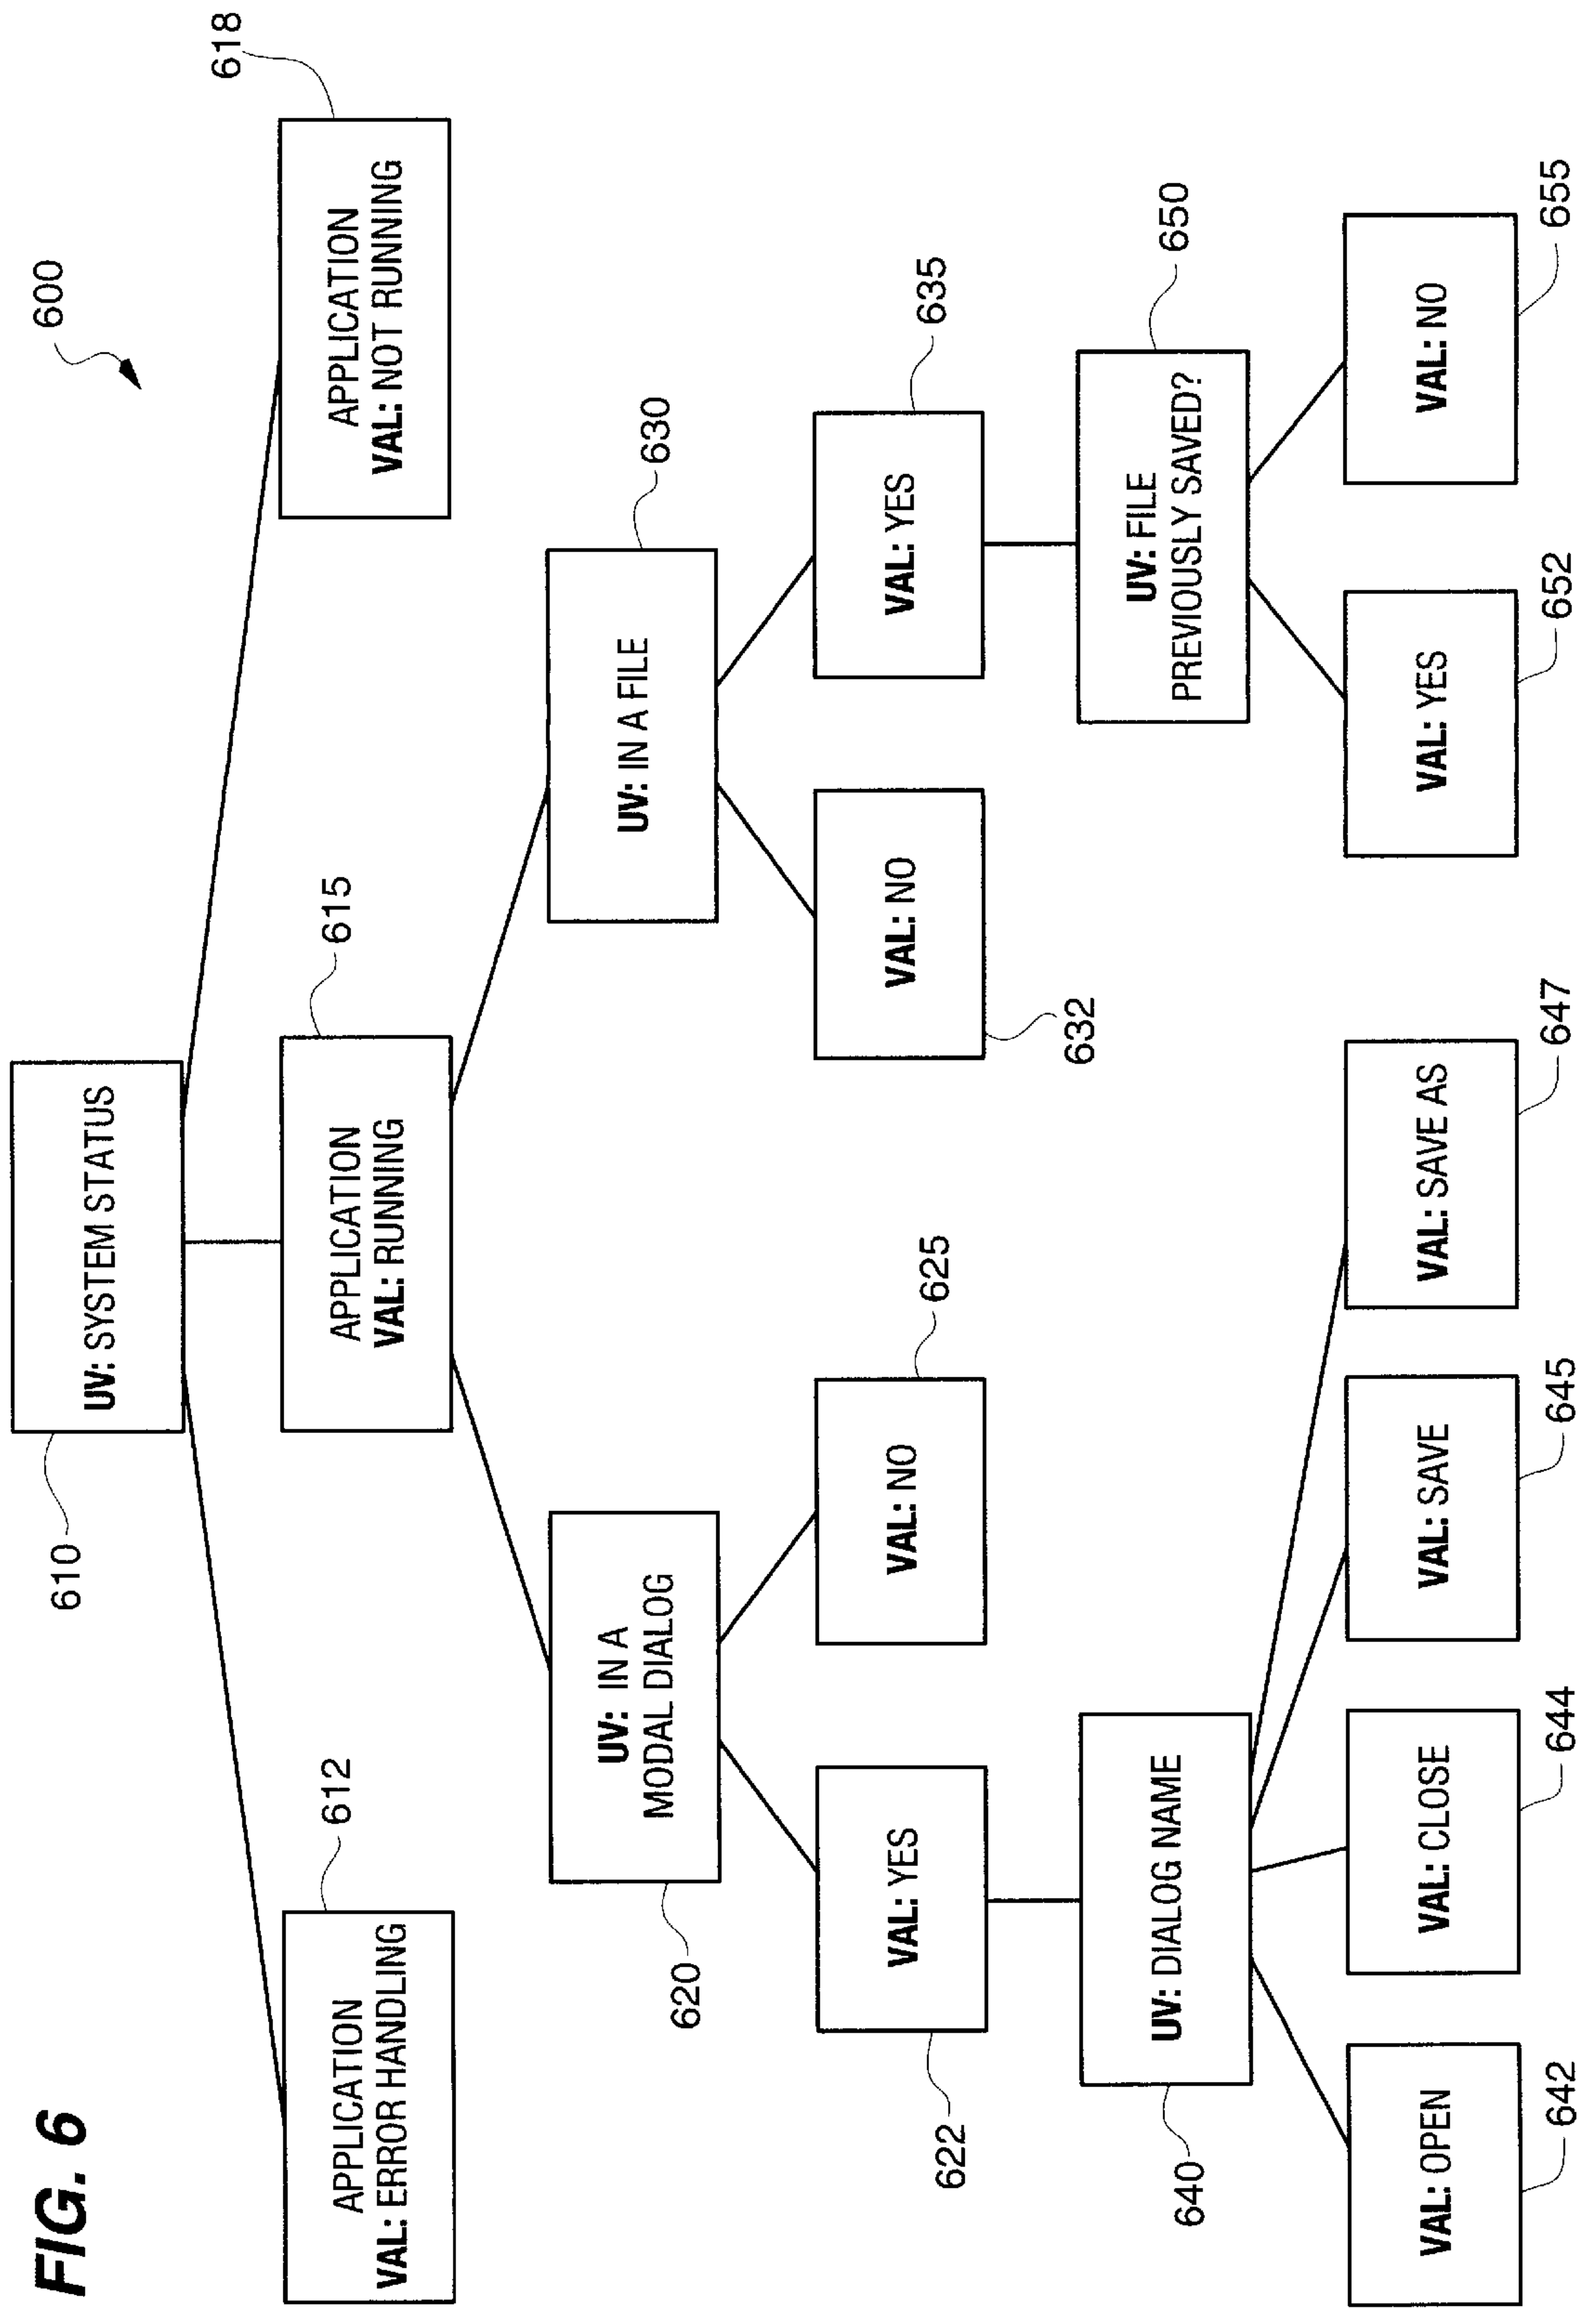 FIG. 6
600
610
UV: SYSTEM STATUS
612
APPLICATION
VAL: ERROR HANDLING
615
APPLICATION
VAL: RUNNING
618
APPLICATION
VAL: NOT RUNNING
620
UV: IN A
MODAL DIALOG
630
UV: IN A FILE
622
VAL: YES
625
VAL: NO
632
VAL: NO
635
VAL: YES
640
UV: DIALOG NAME
650
UV: FILE
PREVIOUSLY SAVED?
VAL: OPEN
642
VAL: CLOSE
644
VAL: SAVE
645
VAL: SAVE AS
647
VAL: YES
652
VAL: NO
655